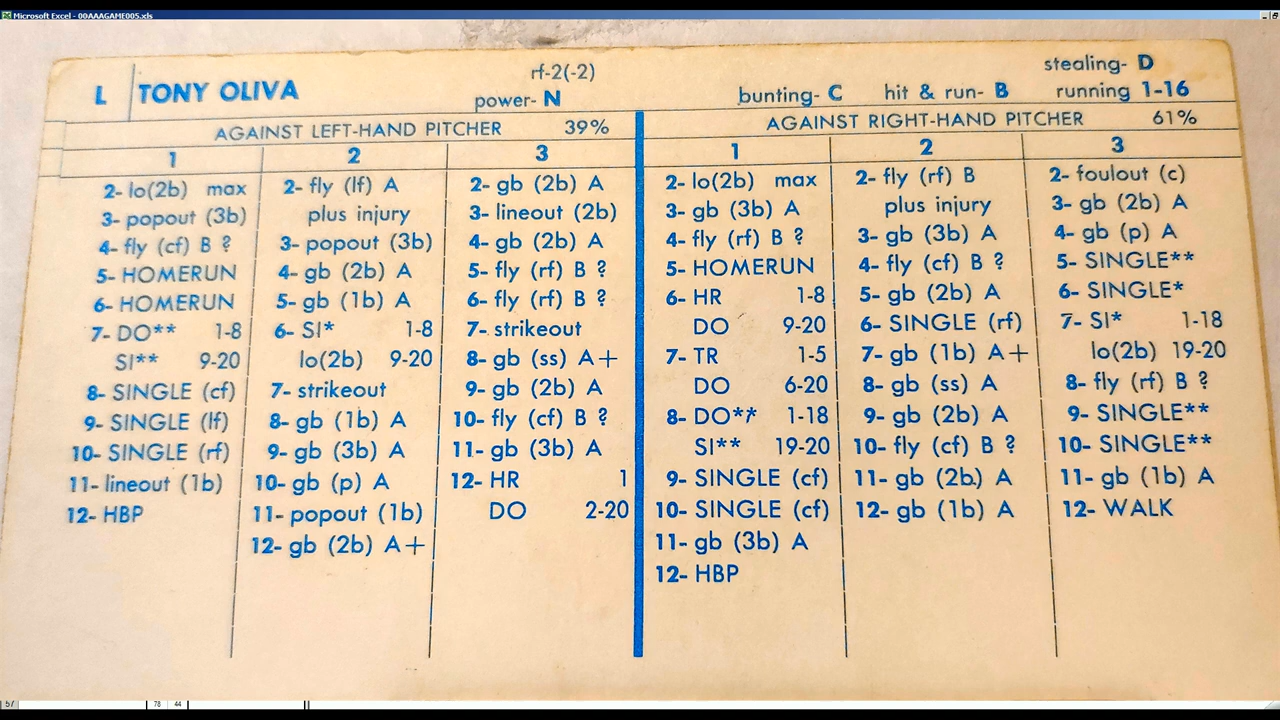 Microsoft Excel - 00AAAGAME005.xls
L TONY OLIVA
rf-2(-2)
power- N
bunting- C hit & run- B
stealing- D
running 1-16
AGAINST LEFT-HAND PITCHER 39%
1
2- lo(2b) max
3- popout (3b)
4- fly (cf) B ?
5- HOMERUN
6- HOMERUN
7- DO** 1-8
SI** 9-20
8- SINGLE (cf)
9- SINGLE (lf)
10- SINGLE (rf)
11- lineout (1b)
12- HBP
2
2- fly (lf) A
plus injury
3- popout (3b)
4- gb (2b) A
5- gb (1b) A
6- SI* 1-8
lo(2b) 9-20
7- strikeout
8- gb (1b) A
9- gb (3b) A
10- gb (p) A
11- popout (1b)
12- gb (2b) A+
3
2- gb (2b) A
3- lineout (2b)
4- gb (2b) A
5- fly (rf) B ?
6- fly (rf) B ?
7- strikeout
8- gb (ss) A+
9- gb (2b) A
10- fly (cf) B ?
11- gb (3b) A
12- HR 1
DO 2-20
AGAINST RIGHT-HAND PITCHER 61%
1
2- lo(2b) max
3- gb (3b) A
4- fly (rf) B ?
5- HOMERUN
6- HR 1-8
DO 9-20
7- TR 1-5
DO 6-20
8- DO** 1-18
SI** 19-20
9- SINGLE (cf)
10- SINGLE (cf)
11- gb (3b) A
12- HBP
2
2- fly (rf) B
plus injury
3- gb (3b) A
4- fly (cf) B ?
5- gb (2b) A
6- SINGLE (rf)
7- gb (1b) A+
8- gb (ss) A
9- gb (2b) A
10- fly (cf) B ?
11- gb (2b) A
12- gb (1b) A
3
2- foulout (c)
3- gb (2b) A
4- gb (p) A
5- SINGLE**
6- SINGLE*
7- SI* 1-18
lo(2b) 19-20
8- fly (rf) B ?
9- SINGLE**
10- SINGLE**
11- gb (1b) A
12- WALK
57 78 44